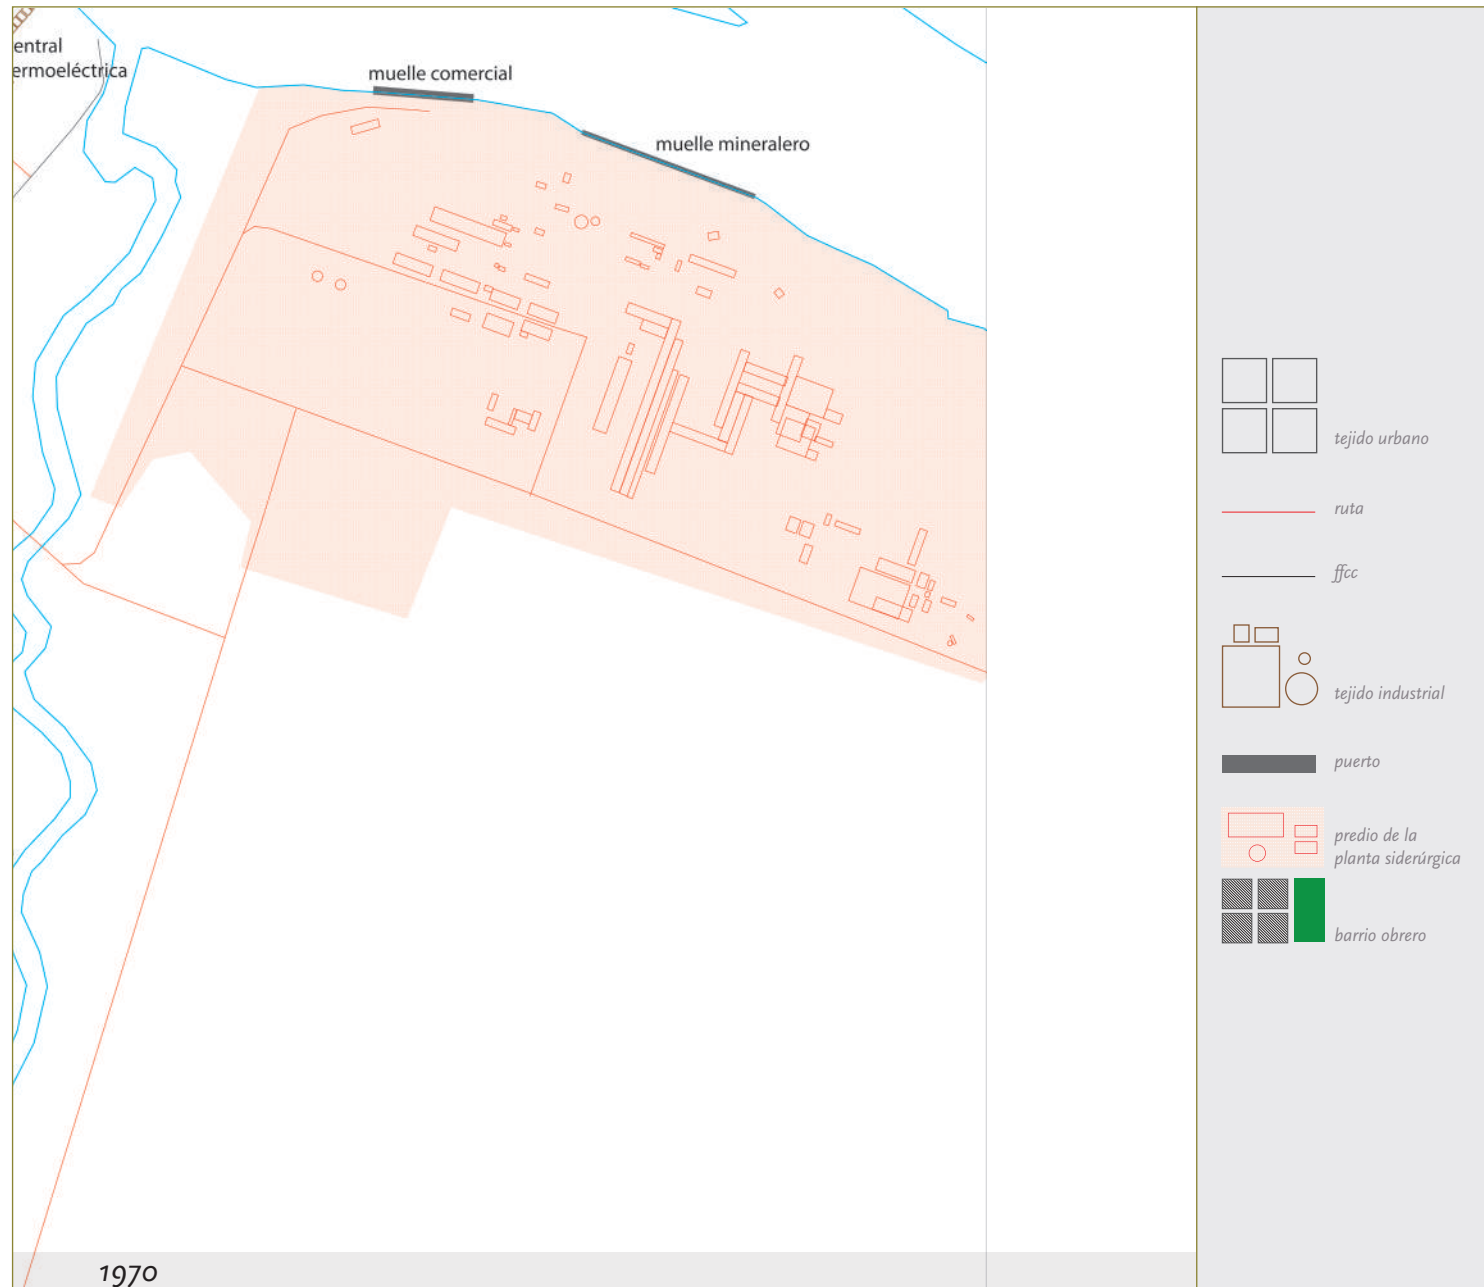 entral
ermoeléctrica
muelle comercial
muelle mineralero
tejido urbano
ruta
ffcc
tejido industrial
puerto
predio de la
planta siderúrgica
barrio obrero
1970